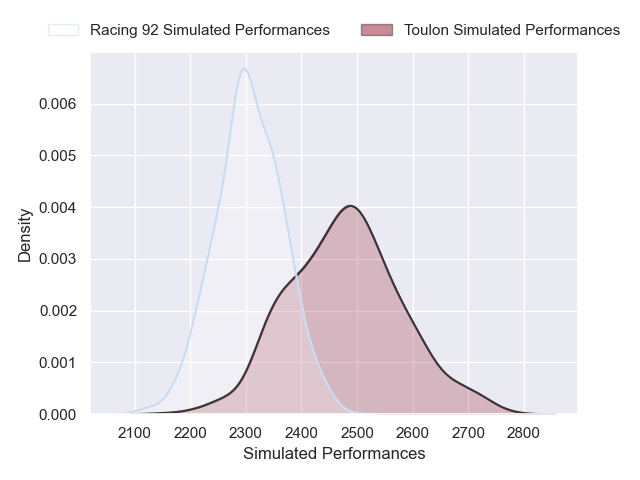 Racing 92 Simulated Performances
Toulon Simulated Performances
Density
0.006
0.005
0.004
0.003
0.002
0.001
0.000
2100 2200 2300 2400 2500 2600 2700 2800
Simulated Performances